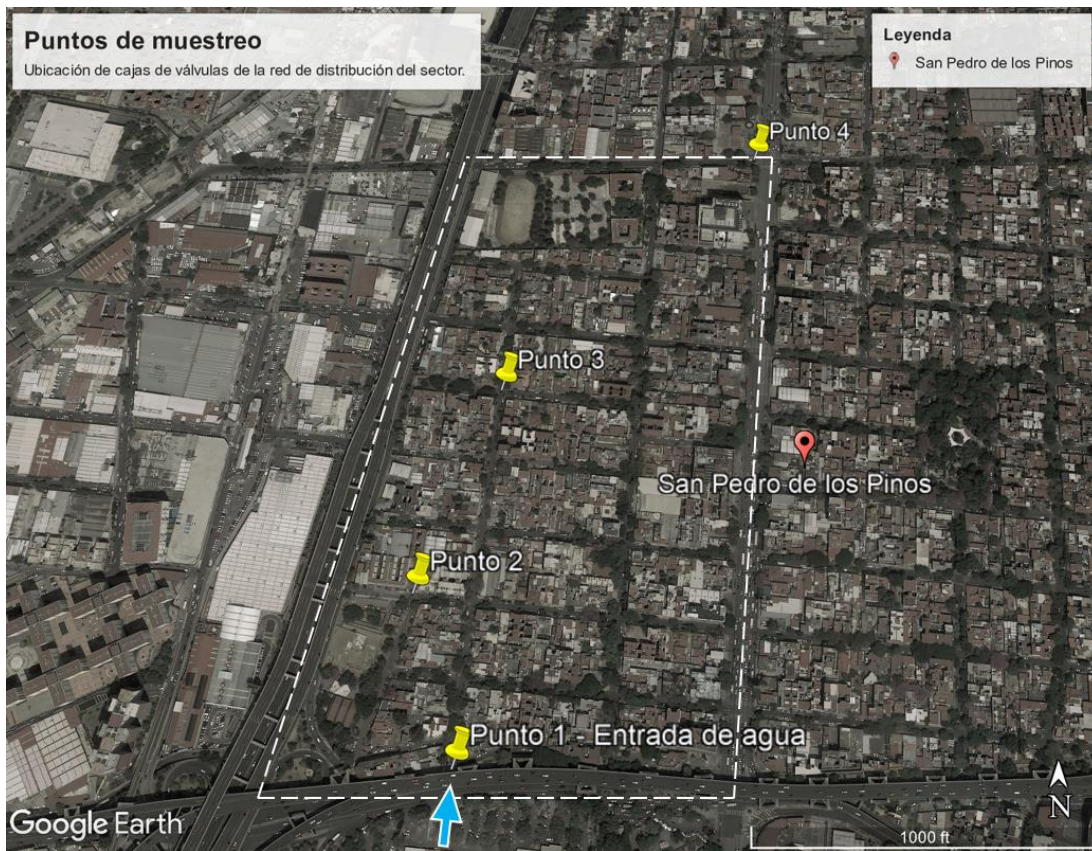 Puntos de muestreo
Ubicación de cajas de válvulas de la red de distribución del sector.
Leyenda
San Pedro de los Pinos
Punto 4
Punto 3
San Pedro de los Pinos
Punto 2
Punto 1 - Entrada de agua
N
Google Earth
1000 ft